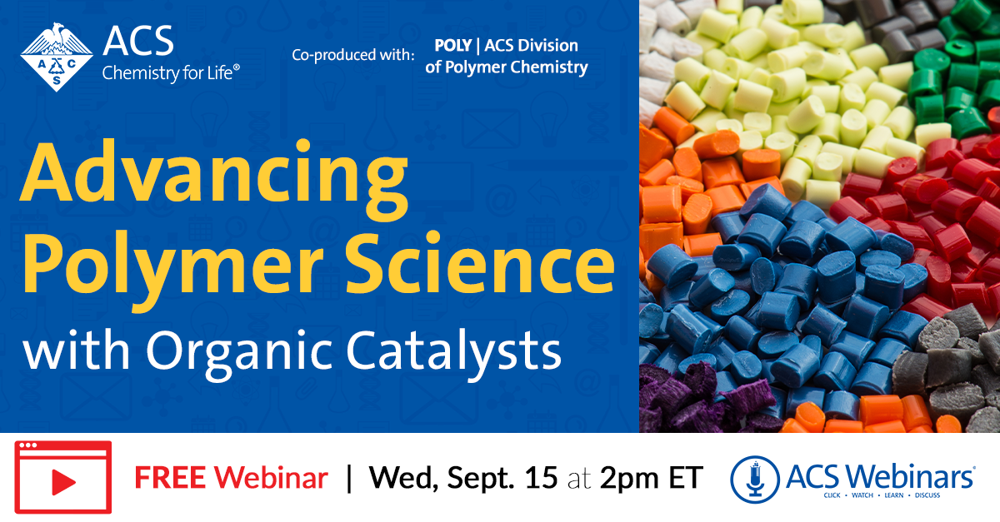 A C S
ACS
Chemistry for Life®
Co-produced with:
POLY | ACS Division
of Polymer Chemistry
Advancing
Polymer Science
with Organic Catalysts
FREE Webinar | Wed, Sept. 15 at 2pm ET
ACS Webinars®
CLICK • WATCH • LEARN • DISCUSS